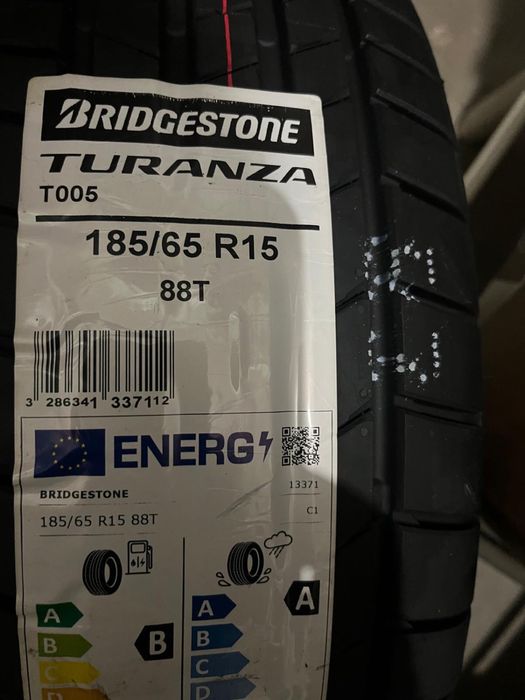 BRIDGESTONE
TURANZA
T005
185/65 R15
88T
3 286341 337112
ENERG
BRIDGESTONE
13371
185/65 R15 88T
C1
A
B
C
D
B
A
B
C
D
A